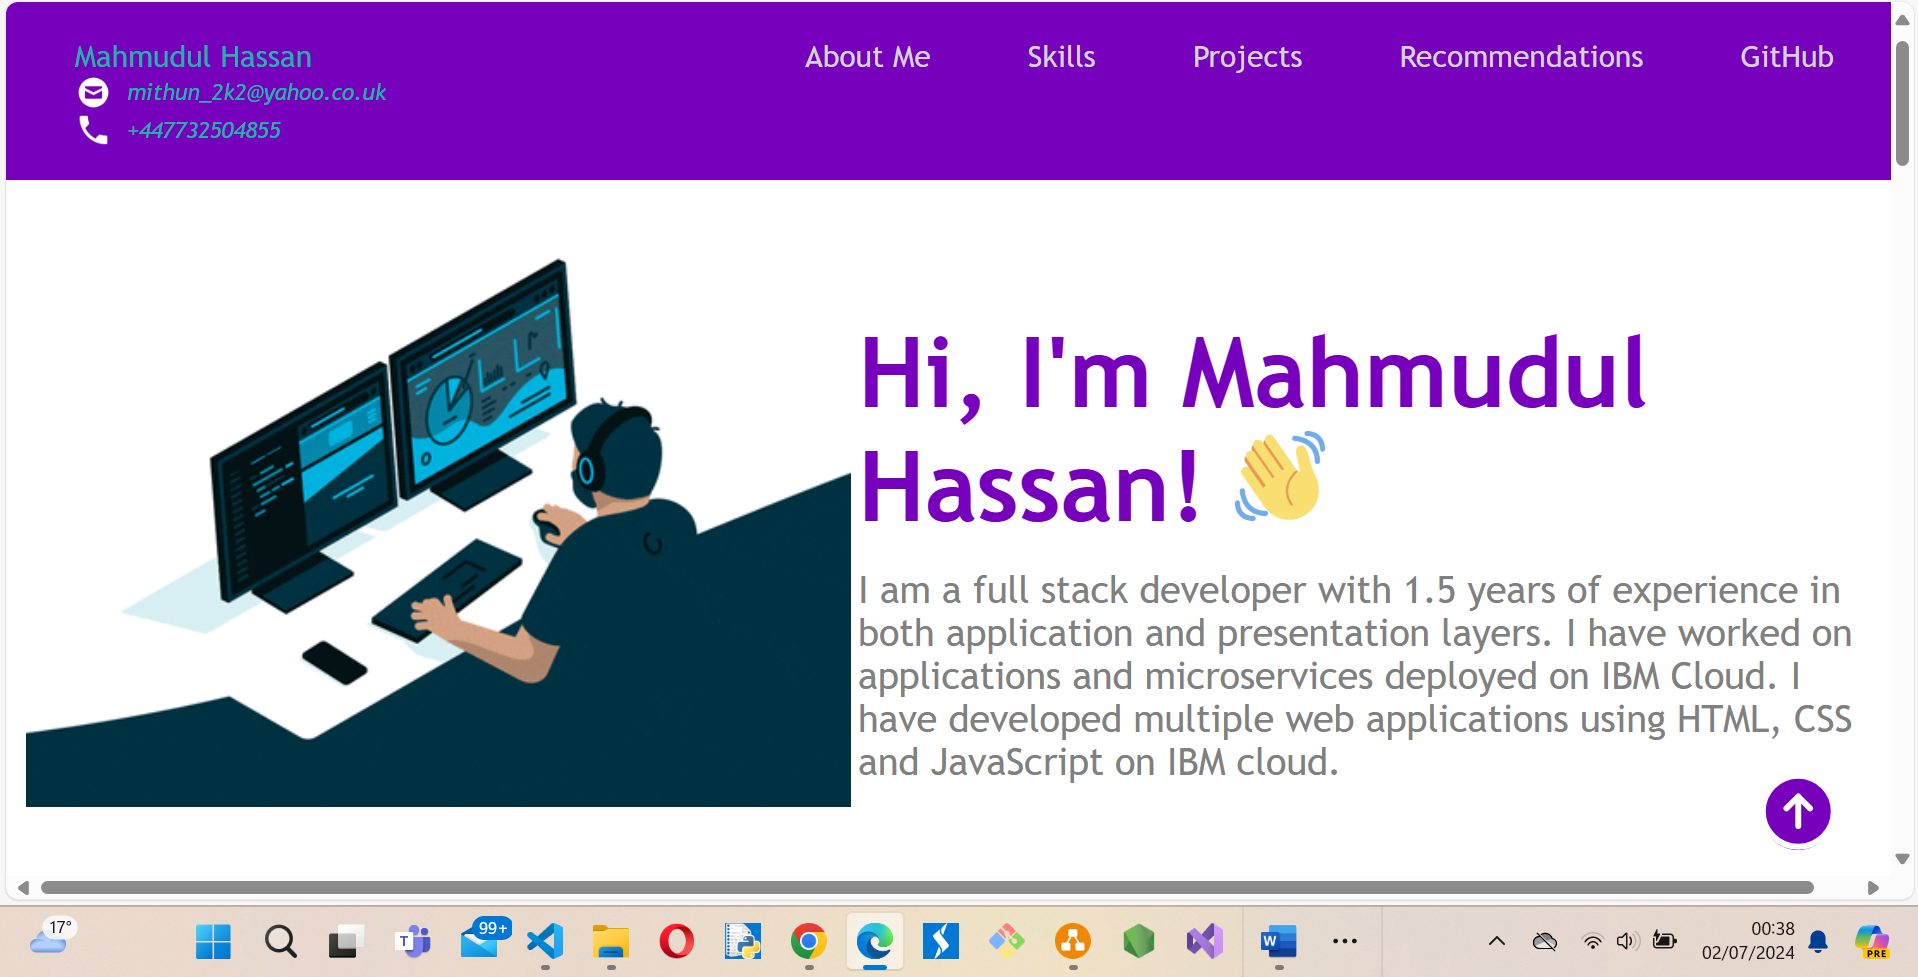 Mahmudul Hassan
About Me
Skills
Projects
Recommendations
GitHub
mithun_2k2@yahoo.co.uk
+447732504855
Hi, I'm Mahmudul
Hassan! 👋
I am a full stack developer with 1.5 years of experience in
both application and presentation layers. I have worked on
applications and microservices deployed on IBM Cloud. I
have developed multiple web applications using HTML, CSS
and JavaScript on IBM cloud.
17°
T
99+
W
00:38
02/07/2024
PRE